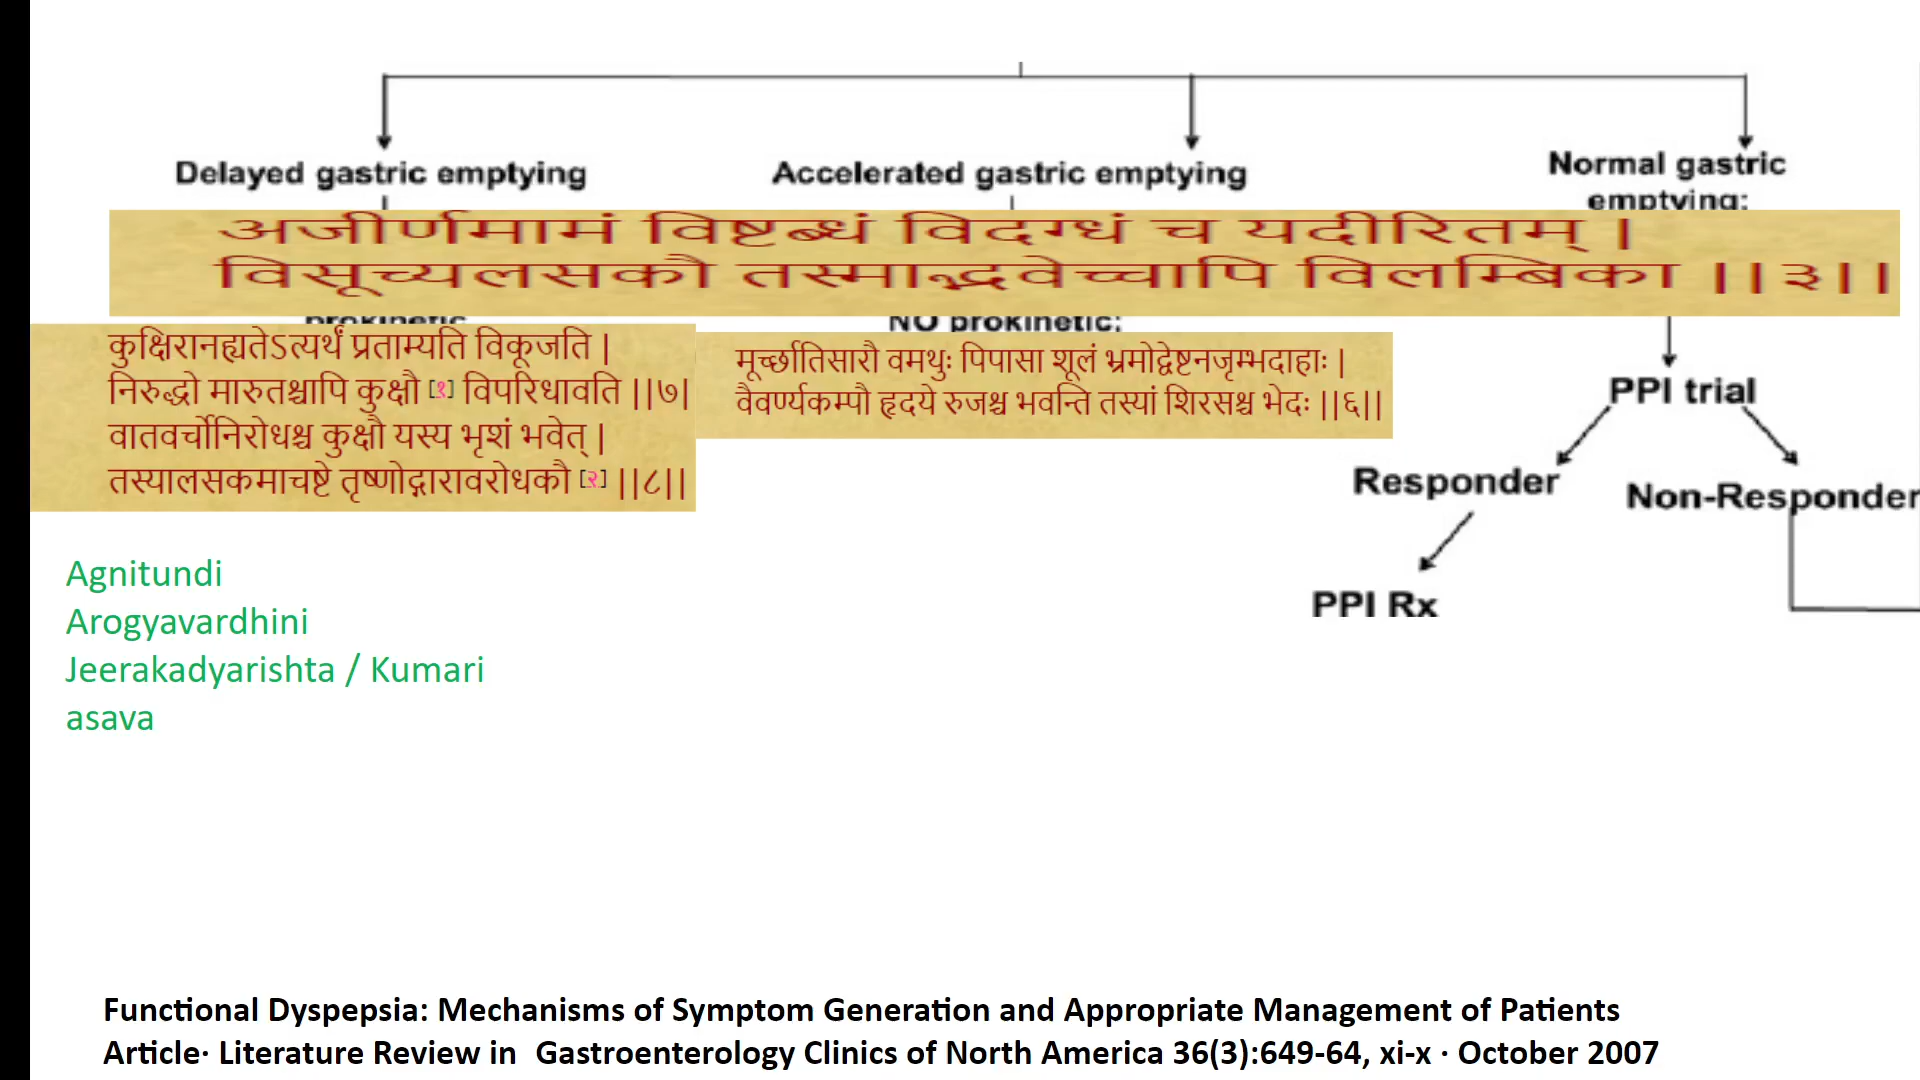 Delayed gastric emptying
Accelerated gastric emptying
Normal gastric
emptying:
अजीर्णमामं विष्टब्धं विदग्धं च यदीरितम् |
विसूच्यलसकौ तस्माद्भवेच्चापि विलम्बिका ||३||
prokinetic
NO prokinetic:
कुक्षिरानह्यतेऽत्यर्थं प्रताम्यति विकूजति |
निरुद्धो मारुतश्चापि कुक्षौ [१] विपरिधावति ||७|
वातवर्चोनिरोधश्च कुक्षौ यस्य भृशं भवेत् |
तस्यालसकमाचष्टे तृष्णोद्गारावरोधकौ [२] ||८||
मूर्च्छातिसारौ वमथुः पिपासा शूलं भ्रमोद्वेष्टनजृम्भदाहाः |
वैवर्ण्यकम्पौ हृदये रुजश्च भवन्ति तस्यां शिरसश्च भेदः ||६||
PPI trial
Responder
Non-Responder
PPI Rx
Agnitundi
Arogyavardhini
Jeerakadyarishta / Kumari
asava
Functional Dyspepsia: Mechanisms of Symptom Generation and Appropriate Management of Patients
Article· Literature Review in Gastroenterology Clinics of North America 36(3):649-64, xi-x · October 2007